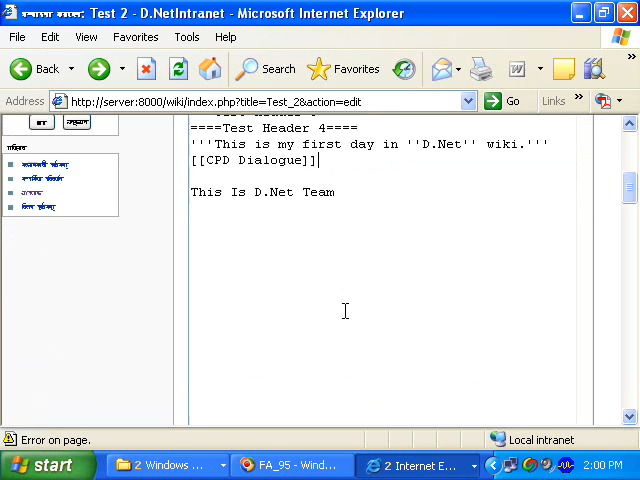 Test 2 - D.NetIntranet - Microsoft Internet Explorer
File Edit View Favorites Tools Help
Back Search Favorites
Address http://server:8000/wiki/index.php?title=Test_2&action=edit Go Links
====Test Header 4====
'''This is my first day in ''D.Net'' wiki.'''
[[CPD Dialogue]]
This Is D.Net Team
Error on page. Local intranet
start 2 Windows ... FA_95 - Wind... 2 Internet E... 2:00 PM